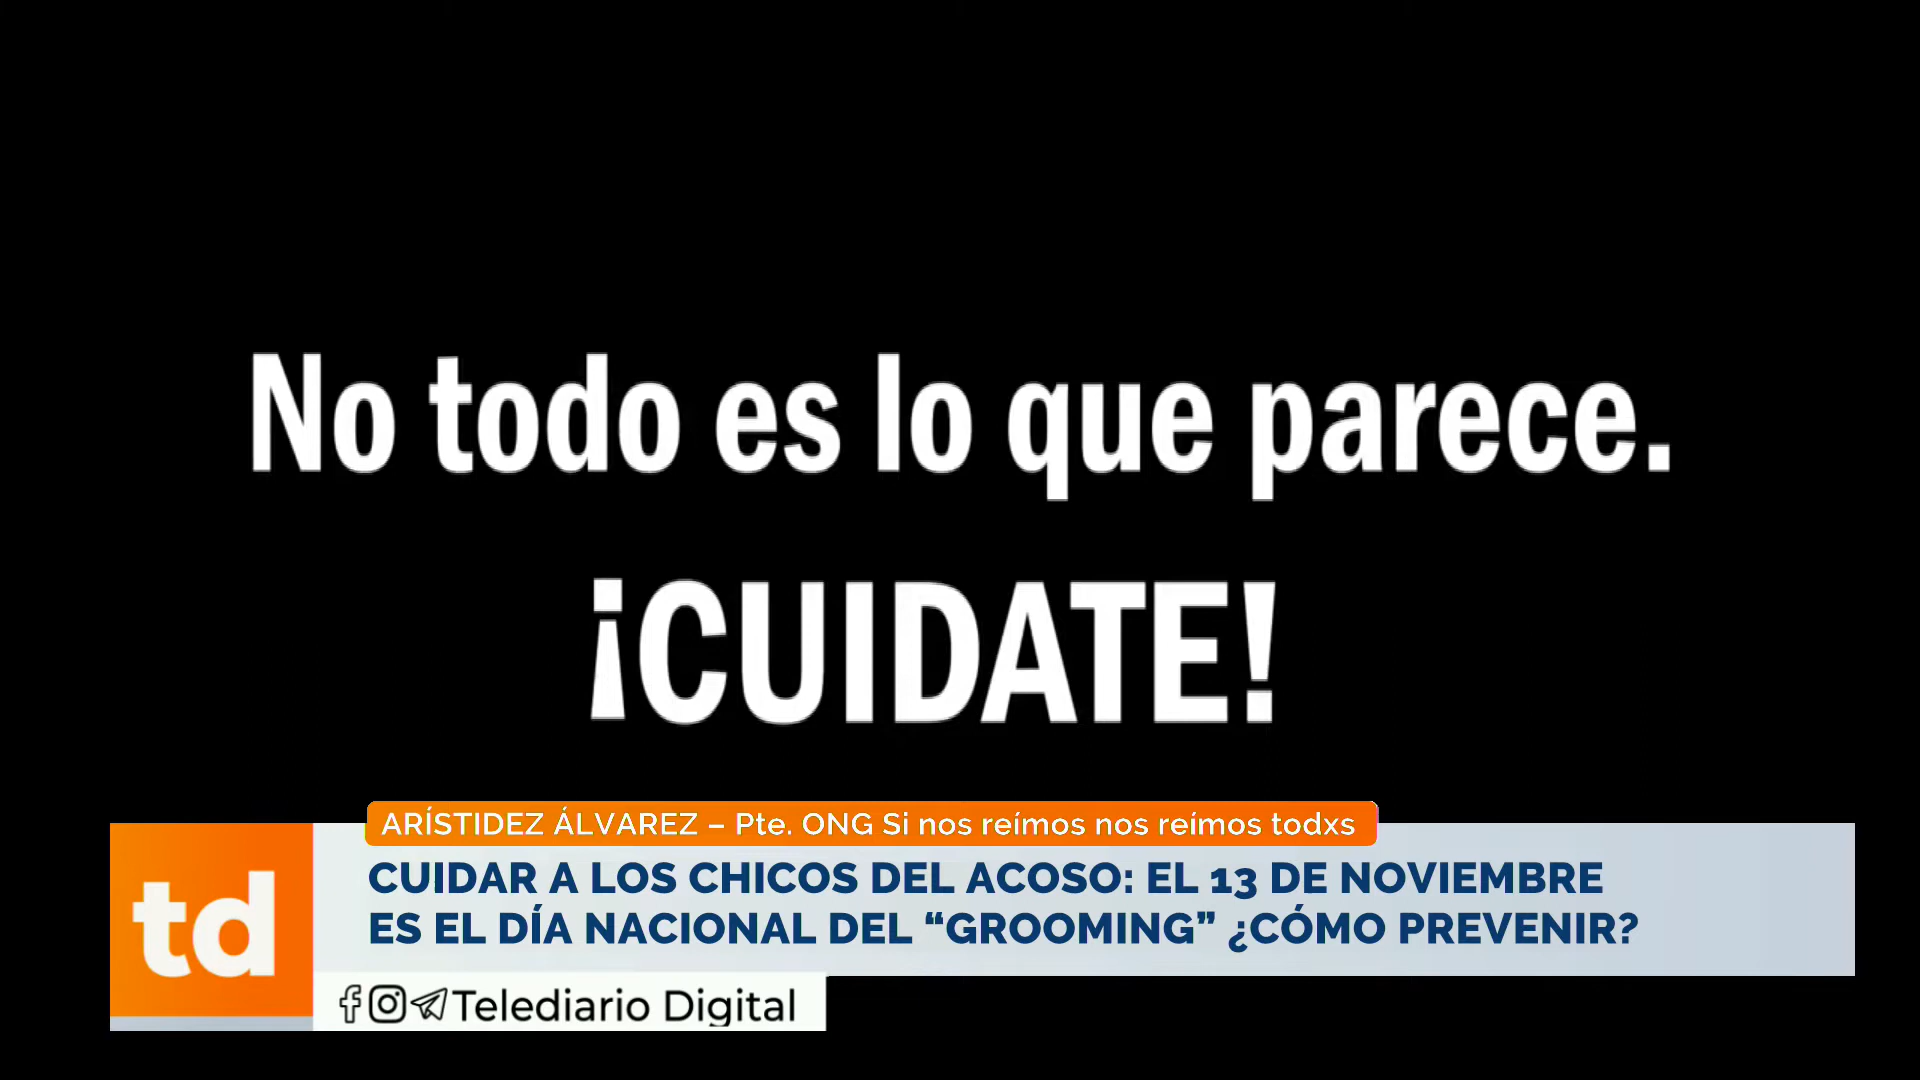 No todo es lo que parece.
¡CUIDATE!
ARÍSTIDEZ ÁLVAREZ – Pte. ONG Si nos reímos nos reímos todxs
CUIDAR A LOS CHICOS DEL ACOSO: EL 13 DE NOVIEMBRE
ES EL DÍA NACIONAL DEL “GROOMING” ¿CÓMO PREVENIR?
td
Telediario Digital